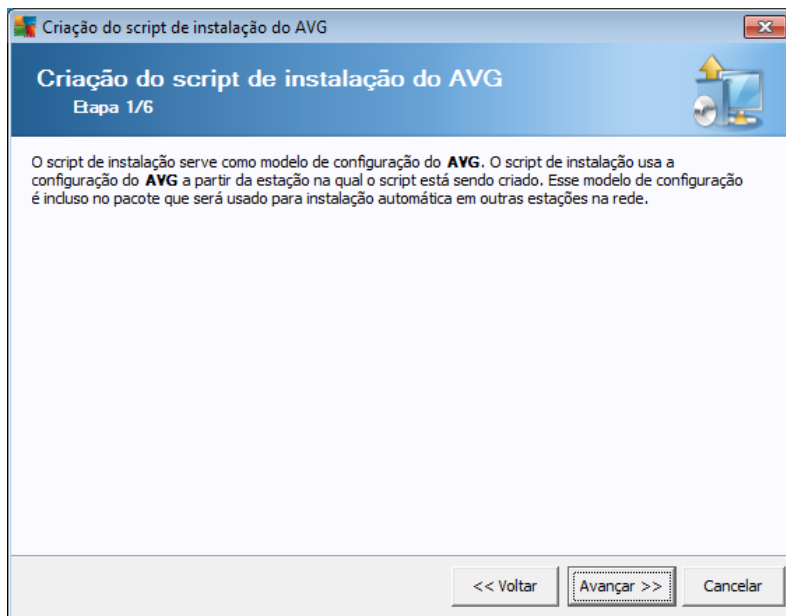 Criação do script de instalação do AVG
Criação do script de instalação do AVG
Etapa 1/6
O script de instalação serve como modelo de configuração do AVG. O script de instalação usa a
configuração do AVG a partir da estação na qual o script está sendo criado. Esse modelo de configuração
é incluso no pacote que será usado para instalação automática em outras estações na rede.
<< Voltar
Avançar >>
Cancelar